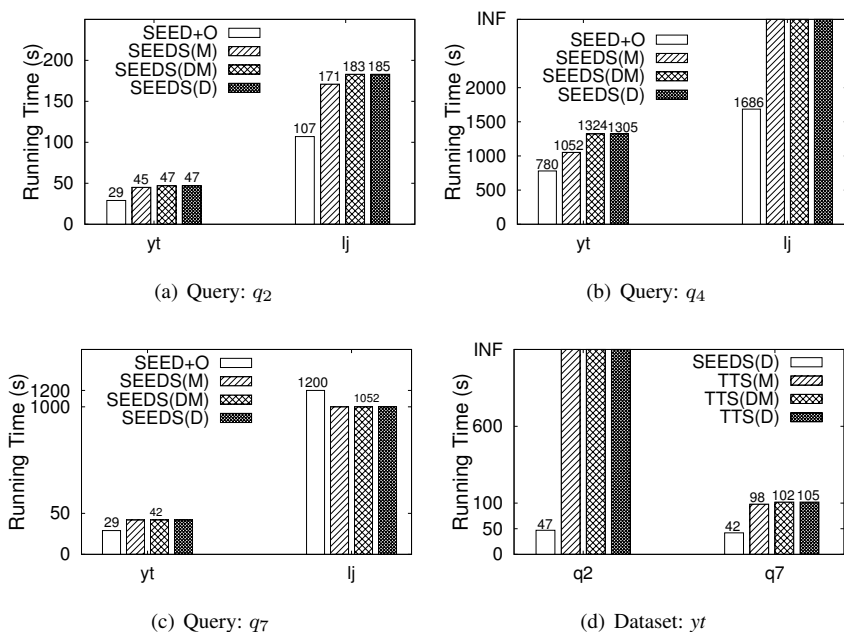 SEED+O
SEEDS(M)
SEEDS(DM)
SEEDS(D)
Running Time (s)
200
150
100
50
0
29
45
47
47
107
171
183
185
yt
lj
(a) Query: q2
SEED+O
SEEDS(M)
SEEDS(DM)
SEEDS(D)
Running Time (s)
INF
2000
1500
1000
500
0
780
1052
1324
1305
1686
yt
lj
(b) Query: q4
SEED+O
SEEDS(M)
SEEDS(DM)
SEEDS(D)
Running Time (s)
1200
1000
50
0
29
42
1200
1052
yt
lj
(c) Query: q7
SEEDS(D)
TTS(M)
TTS(DM)
TTS(D)
Running Time (s)
INF
600
100
50
0
47
42
98
102
105
q2
q7
(d) Dataset: yt